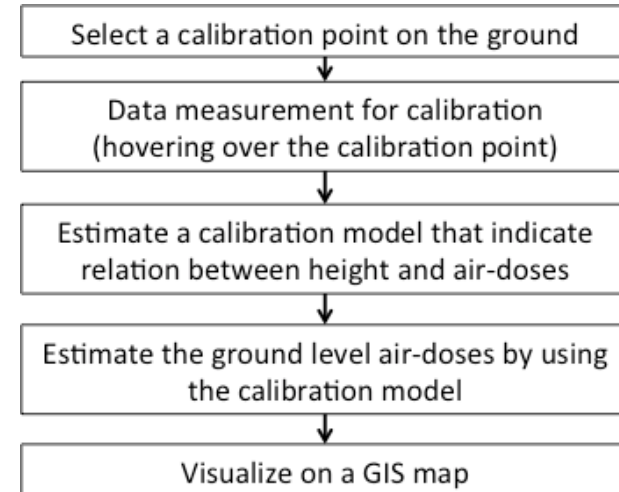 Select a calibration point on the ground
Data measurement for calibration
(hovering over the calibration point)
Estimate a calibration model that indicate
relation between height and air-doses
Estimate the ground level air-doses by using
the calibration model
Visualize on a GIS map